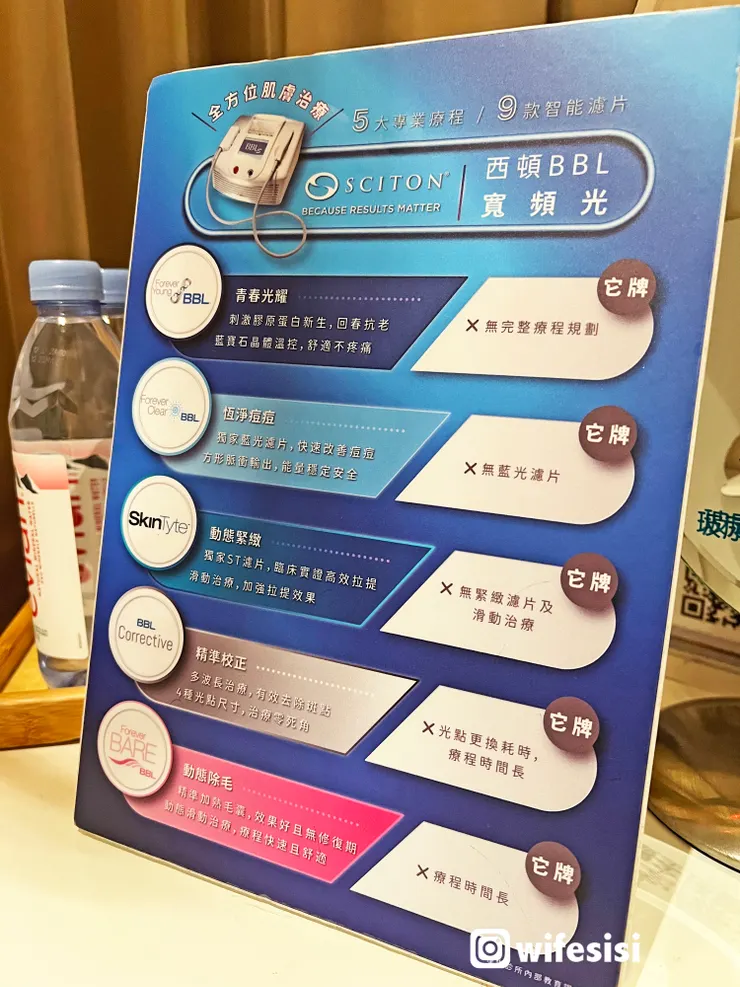 全方位肌膚治療
5大專業療程 / 9款智能濾片
BBLs
SCITON®
BECAUSE RESULTS MATTER
西頓BBL
寬頻光
Forever
Young
BBL
青春光耀
刺激膠原蛋白新生,回春抗老
藍寶石晶體溫控,舒適不疼痛
它牌
✕無完整療程規劃
Forever
Clear
BBL
恆淨痘痘
獨家藍光濾片,快速改善痘痘
方形脈衝輸出,能量穩定安全
它牌
✕無藍光濾片
SkinTyte
動態緊緻
獨家ST濾片,臨床實證高效拉提
滑動治療,加強拉提效果
它牌
✕無緊緻濾片及
滑動治療
BBL
Corrective
精準校正
多波長治療,有效去除斑點
4種光點尺寸,治療零死角
它牌
✕光點更換耗時,
療程時間長
Forever
BARE
BBL
動態除毛
精準加熱毛囊,效果好且無修復期
動態滑動治療,療程快速且舒適
它牌
✕療程時間長
wifesisi
診所內部教育